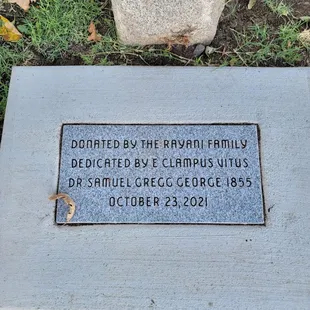 DONATED BY THE RAYANI FAMILY
DEDICATED BY E CLAMPUS VITUS
DR SAMUEL GREGG GEORGE 1855
OCTOBER 23, 2021